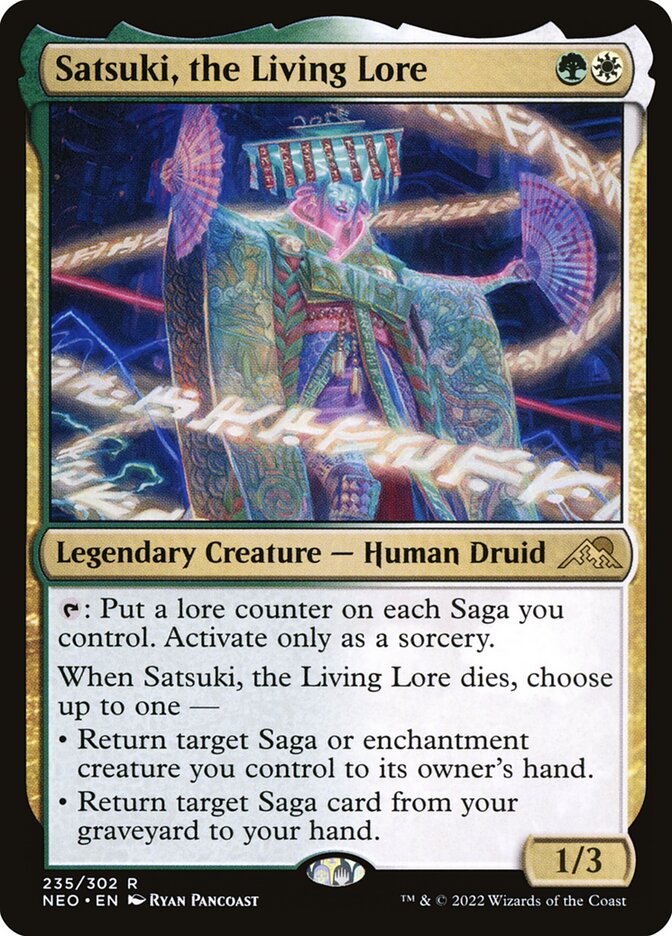 Satsuki, the Living Lore
Legendary Creature — Human Druid
: Put a lore counter on each Saga you
control. Activate only as a sorcery.
When Satsuki, the Living Lore dies, choose
up to one —
• Return target Saga or enchantment
creature you control to its owner's hand.
• Return target Saga card from your
graveyard to your hand.
1/3
235/302 R
NEO • EN Ryan Pancoast
™ & © 2022 Wizards of the Coast